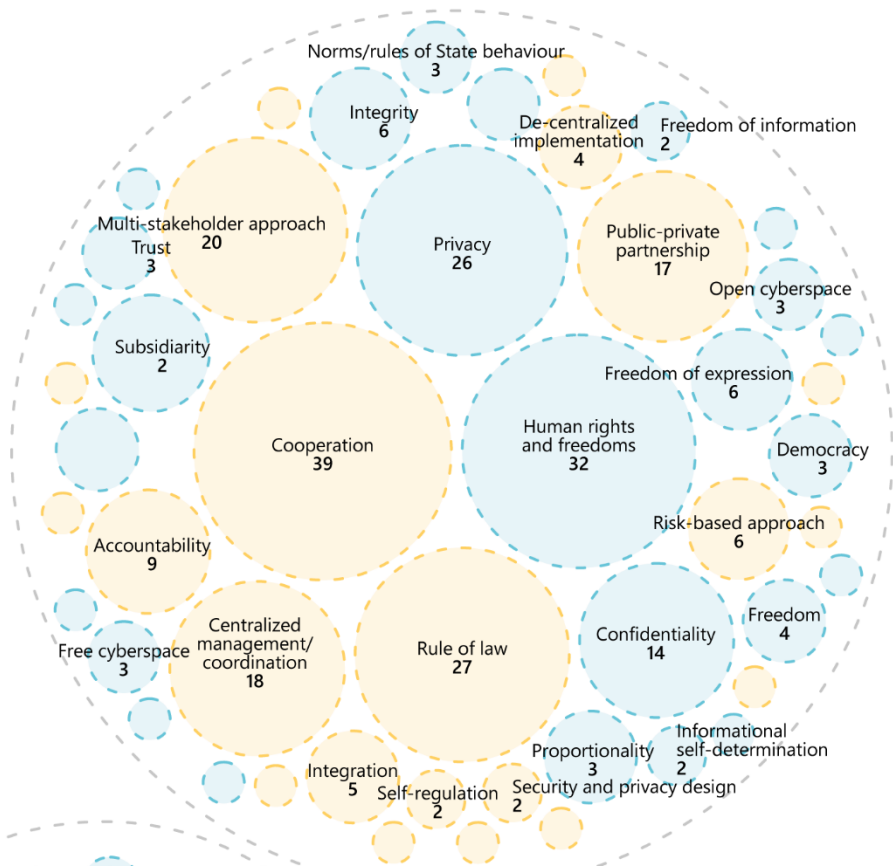 Norms/rules of State behaviour
3
Integrity
6
De-centralized
implementation
4
Freedom of information
2
Multi-stakeholder approach
20
Trust
3
Privacy
26
Public-private
partnership
17
Open cyberspace
3
Subsidiarity
2
Freedom of expression
6
Cooperation
39
Human rights
and freedoms
32
Democracy
3
Risk-based approach
6
Accountability
9
Centralized
management/
coordination
18
Rule of law
27
Confidentiality
14
Freedom
4
Free cyberspace
3
Integration
5
Self-regulation
2
Security and privacy design
2
Proportionality
3
Informational
self-determination
2